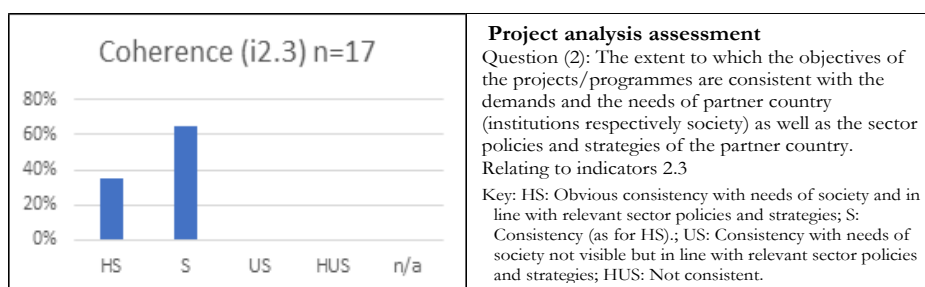 Coherence (i2.3) n=17
80%
60%
40%
20%
0%
HS S US HUS n/a
Project analysis assessment
Question (2): The extent to which the objectives of
the projects/programmes are consistent with the
demands and the needs of partner country
(institutions respectively society) as well as the sector
policies and strategies of the partner country.
Relating to indicators 2.3
Key: HS: Obvious consistency with needs of society and in
line with relevant sector policies and strategies; S:
Consistency (as for HS).; US: Consistency with needs of
society not visible but in line with relevant sector policies
and strategies; HUS: Not consistent.